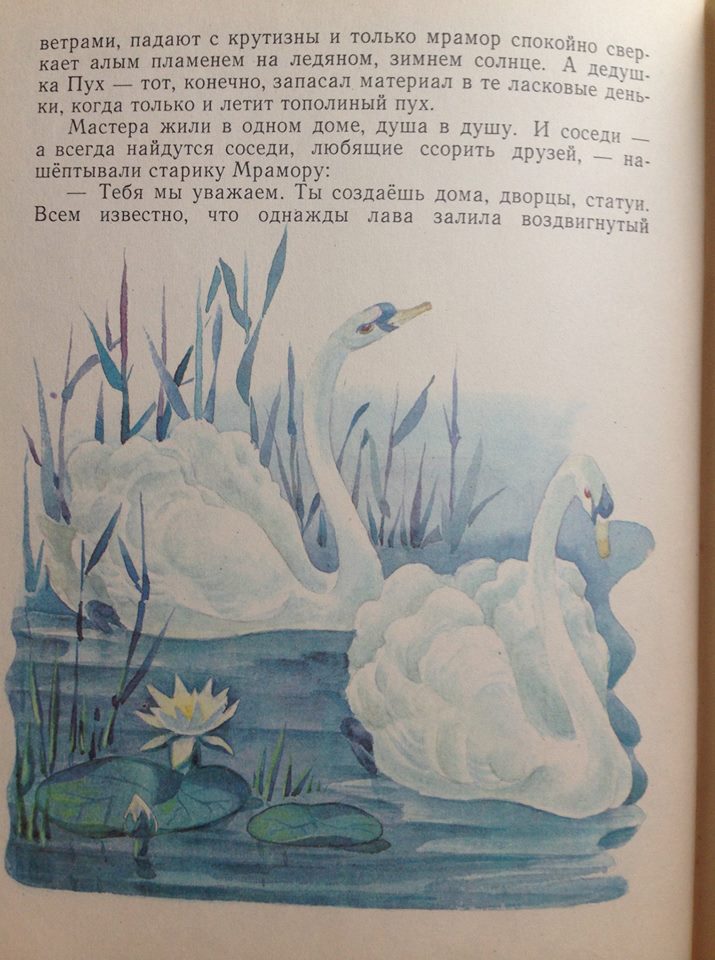 ветрами, падают с крутизны и только мрамор спокойно свер-
кает алым пламенем на ледяном, зимнем солнце. А дедуш-
ка Пух — тот, конечно, запасал материал в те ласковые день-
ки, когда только и летит тополиный пух.
Мастера жили в одном доме, душа в душу. И соседи —
а всегда найдутся соседи, любящие ссорить друзей, — на-
шёптывали старику Мрамору:
— Тебя мы уважаем. Ты создаёшь дома, дворцы, статуи.
Всем известно, что однажды лава залила воздвигнутый